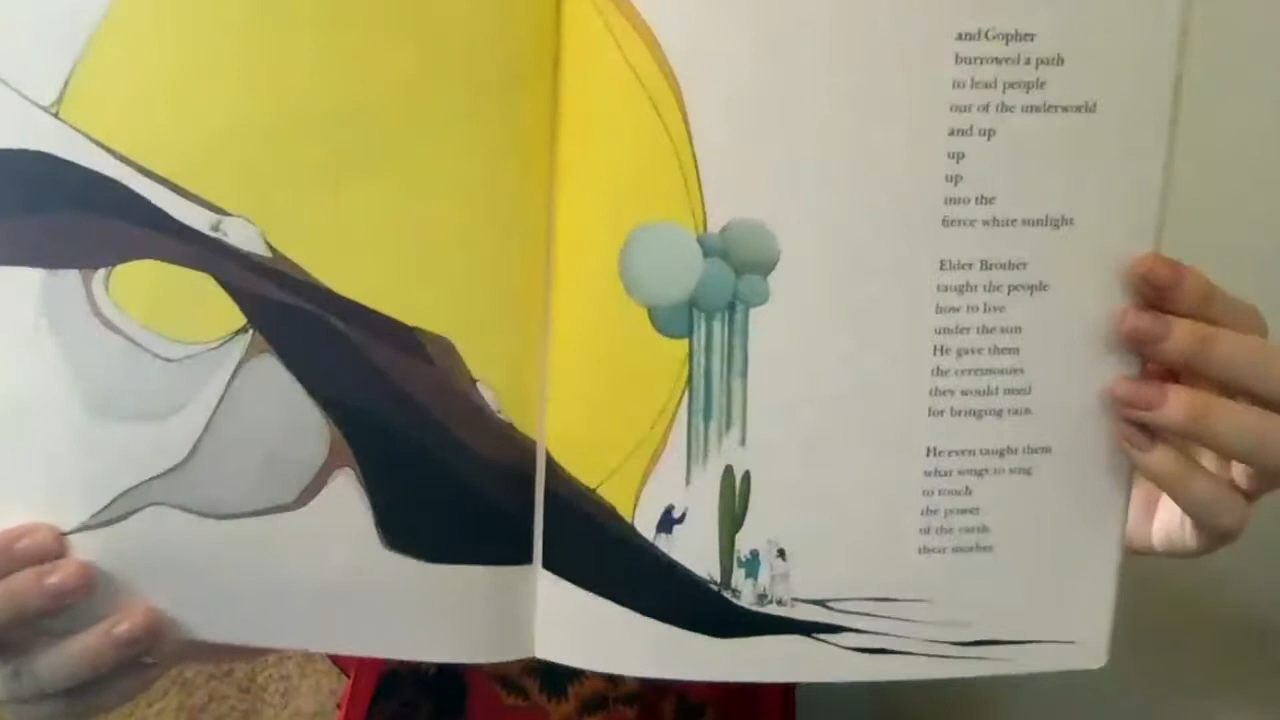 and Gopher
burrowed a path
to lead people
out of the underworld
and up
up
up
into the
fierce white sunlight
Elder Brother
taught the people
how to live
under the sun
He gave them
the ceremonies
they would need
for bringing rain
He even taught them
what songs to sing
to touch
the power
of the earth
their mother